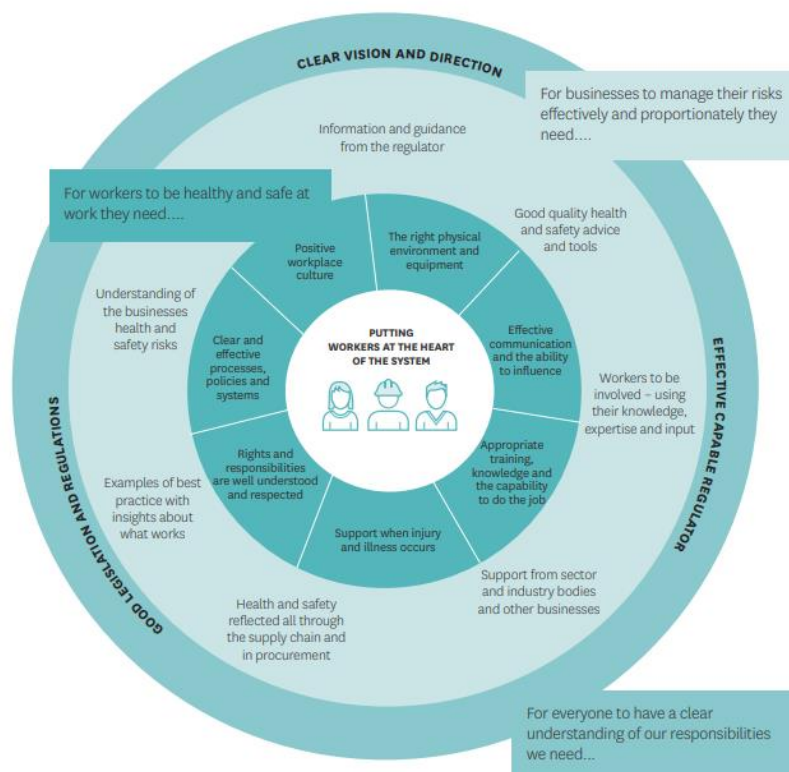 CLEAR VISION AND DIRECTION
For businesses to manage their risks
effectively and proportionately they
need....
Information and guidance
from the regulator
For workers to be healthy and safe at
work they need....
Good quality health
and safety advice
and tools
Positive
workplace
culture
The right physical
environment and
equipment
Understanding of
the businesses
health and
safety risks
Clear and
effective
processes,
policies and
systems
PUTTING
WORKERS AT THE HEART
OF THE SYSTEM
Effective
communication
and the ability
to influence
EFFECTIVE CAPABLE REGULATOR
Workers to be
involved – using
their knowledge,
expertise and input
GOOD LEGISLATION AND REGULATIONS
Examples of best
practice with
insights about
what works
Rights and
responsibilities
are well understood
and respected
Appropriate
training,
knowledge and
the capability
to do the job
Support when injury
and illness occurs
Support from sector
and industry bodies
and other businesses
Health and safety
reflected all through
the supply chain and
in procurement
For everyone to have a clear
understanding of our responsibilities
we need...